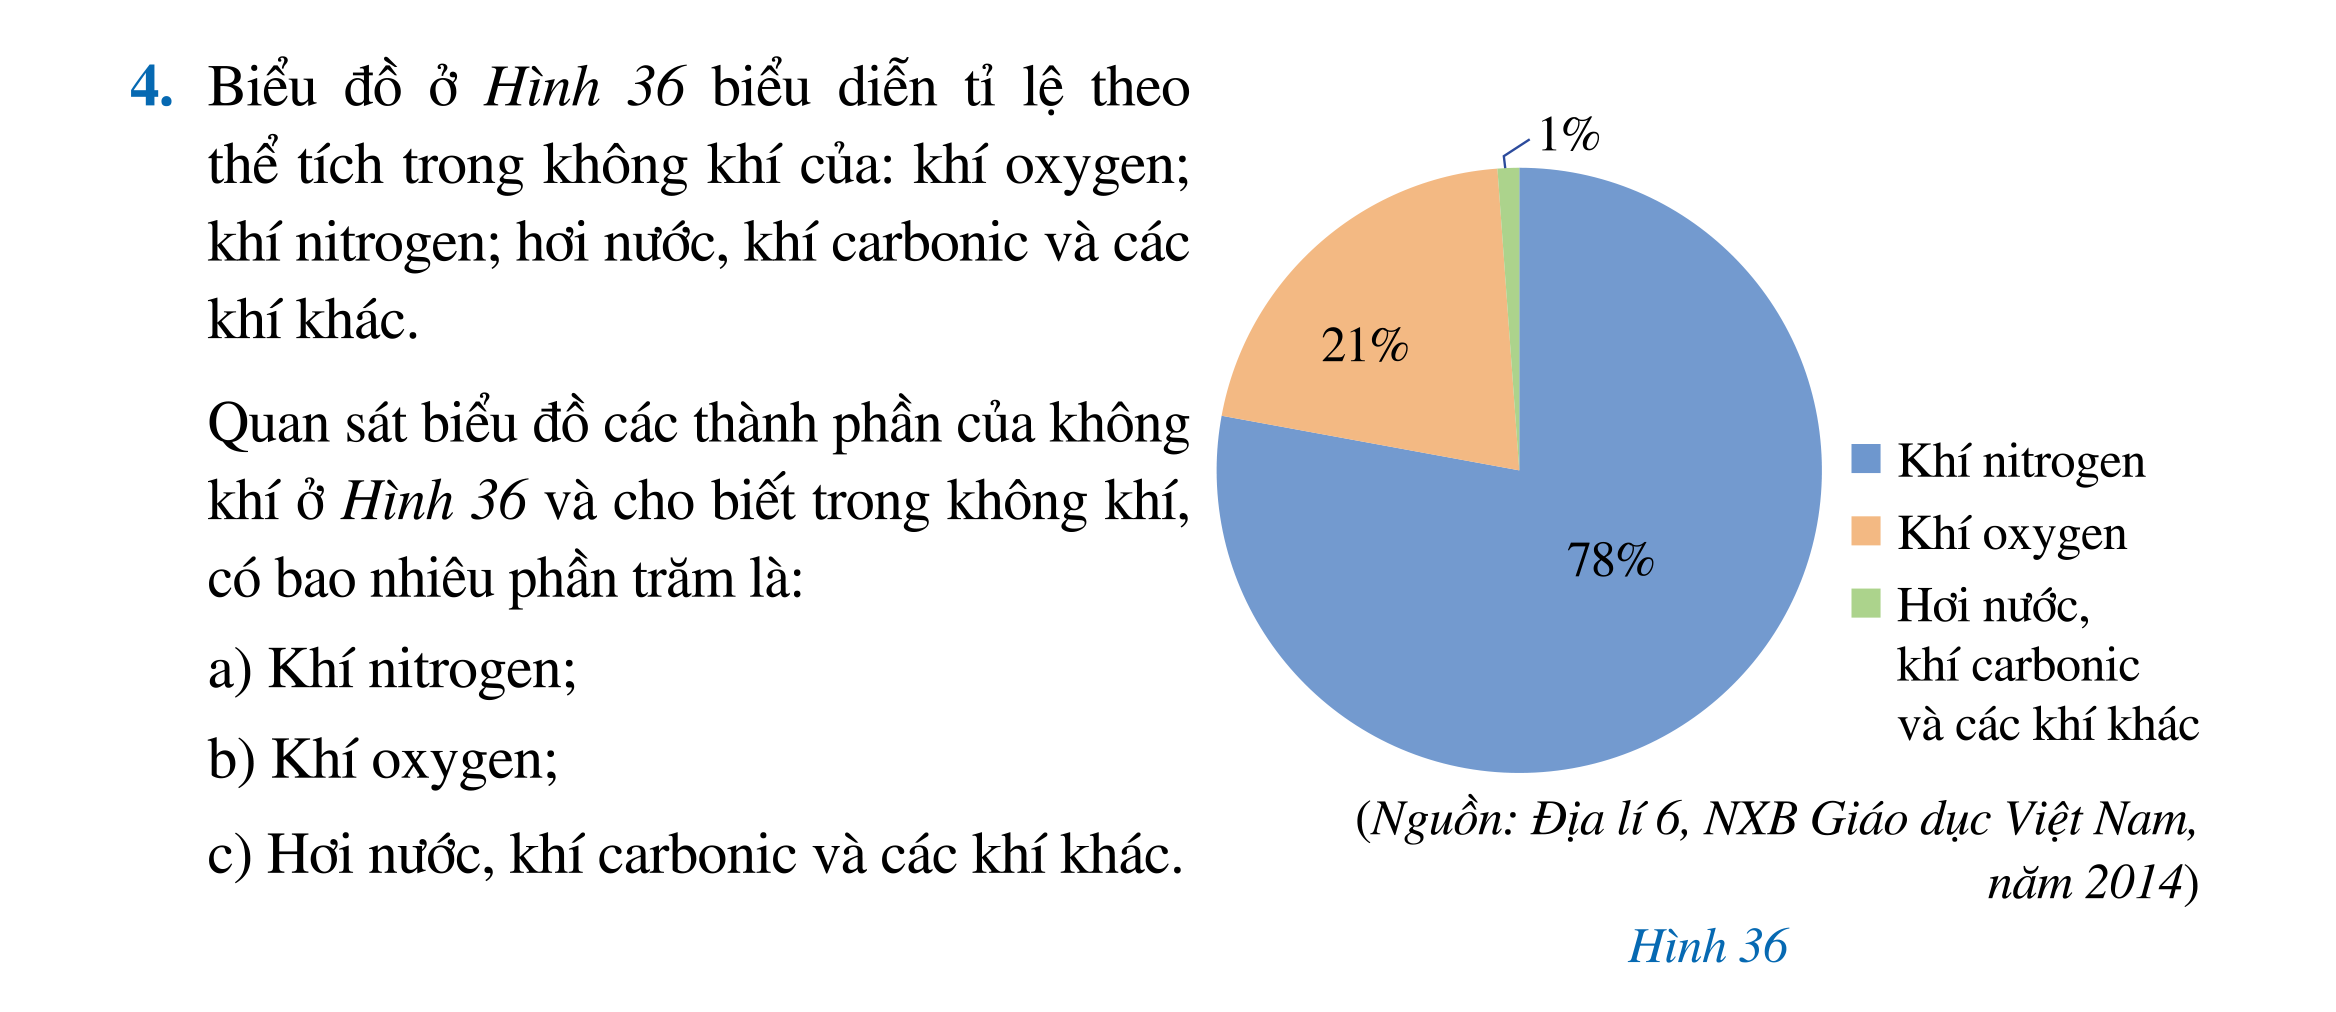 4. Biểu đồ ở Hình 36 biểu diễn tỉ lệ theo
thể tích trong không khí của: khí oxygen;
khí nitrogen; hơi nước, khí carbonic và các
khí khác.
Quan sát biểu đồ các thành phần của không
khí ở Hình 36 và cho biết trong không khí,
có bao nhiêu phần trăm là:
a) Khí nitrogen;
b) Khí oxygen;
c) Hơi nước, khí carbonic và các khí khác.
1%
21%
78%
Khí nitrogen
Khí oxygen
Hơi nước,
khí carbonic
và các khí khác
(Nguồn: Địa lí 6, NXB Giáo dục Việt Nam,
năm 2014)
Hình 36